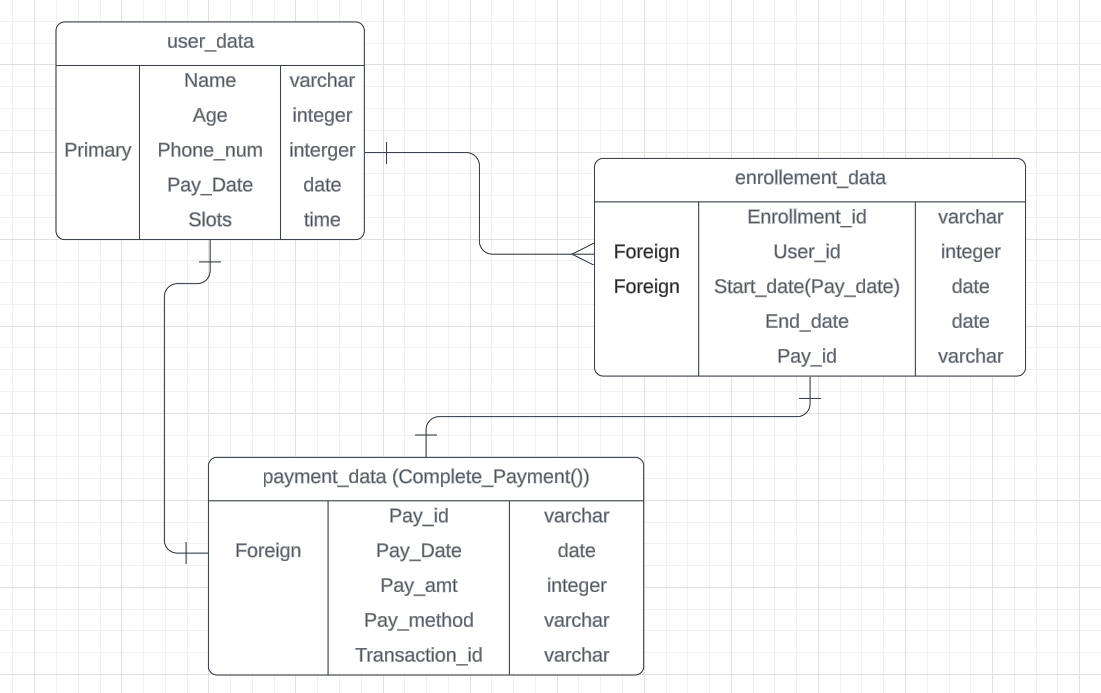 user_data
Name varchar
Age integer
Primary Phone_num interger
Pay_Date date
Slots time
enrollement_data
Enrollment_id varchar
Foreign User_id integer
Foreign Start_date(Pay_date) date
End_date date
Pay_id varchar
payment_data (Complete_Payment())
Pay_id varchar
Foreign Pay_Date date
Pay_amt integer
Pay_method varchar
Transaction_id varchar